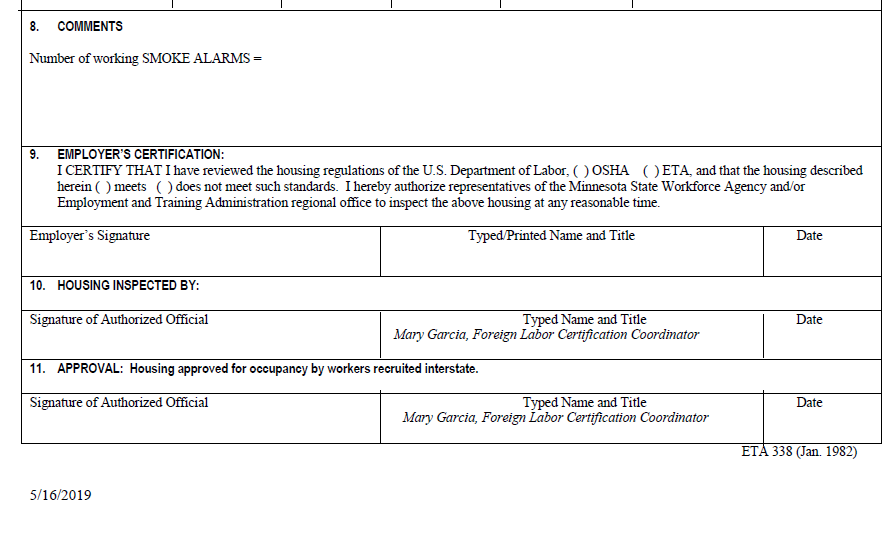 8. COMMENTS
Number of working SMOKE ALARMS =
9. EMPLOYER'S CERTIFICATION:
I CERTIFY THAT I have reviewed the housing regulations of the U.S. Department of Labor, ( ) OSHA ( ) ETA, and that the housing described
herein ( ) meets ( ) does not meet such standards. I hereby authorize representatives of the Minnesota State Workforce Agency and/or
Employment and Training Administration regional office to inspect the above housing at any reasonable time.
Employer's Signature Typed/Printed Name and Title Date
10. HOUSING INSPECTED BY:
Signature of Authorized Official Typed Name and Title Date
Mary Garcia, Foreign Labor Certification Coordinator
11. APPROVAL: Housing approved for occupancy by workers recruited interstate.
Signature of Authorized Official Typed Name and Title Date
Mary Garcia, Foreign Labor Certification Coordinator
ETA 338 (Jan. 1982)
5/16/2019